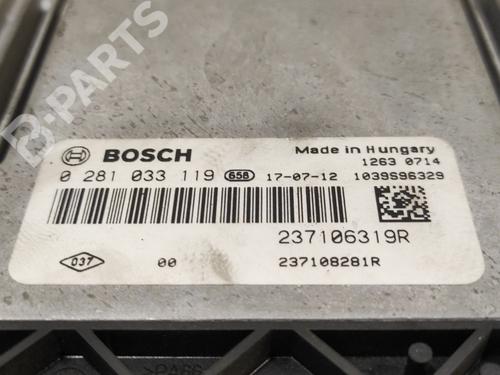 B-PARTS
BOSCH
Made in Hungary
1263 0714
0 281 033 119 658 17-07-12 1039S96329
237106319R
037 00 237108281R